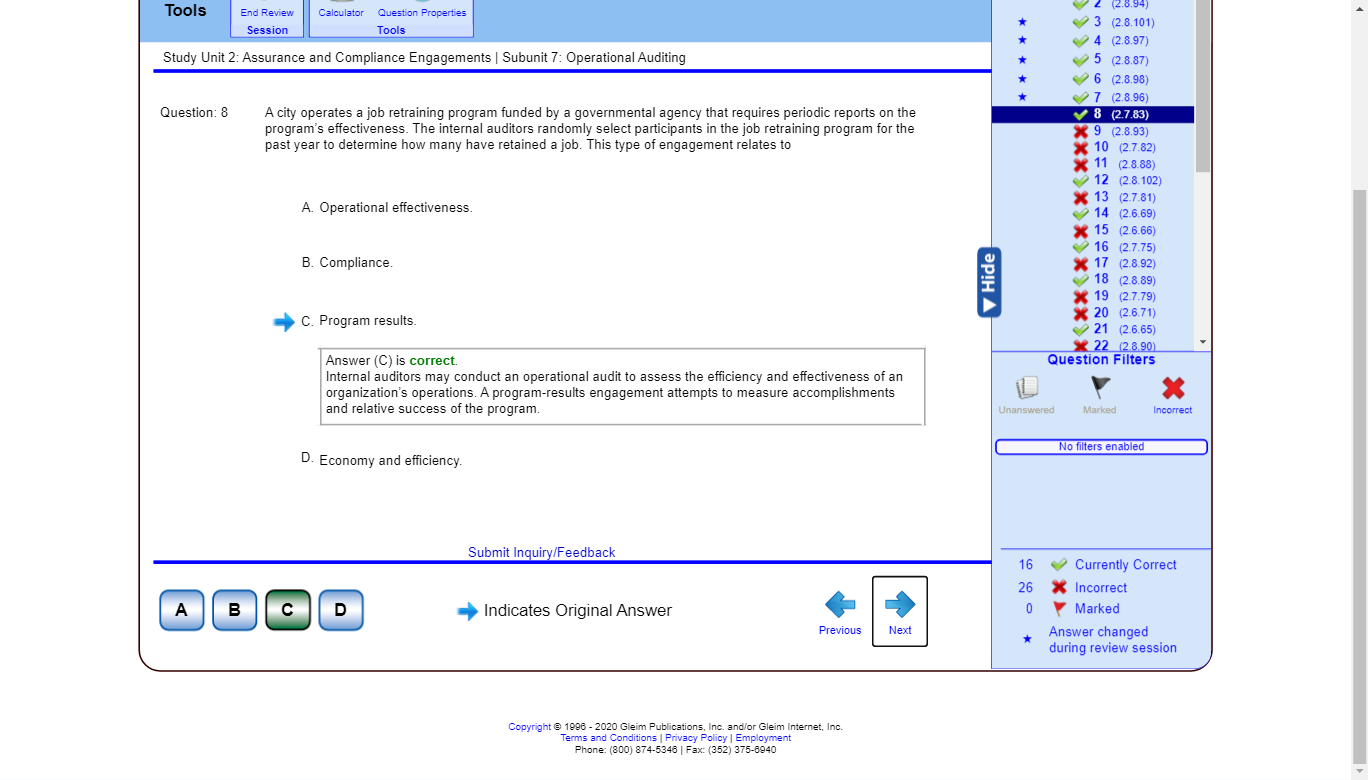 Tools
End Review
Session
Calculator Question Properties
Tools
Study Unit 2: Assurance and Compliance Engagements | Subunit 7: Operational Auditing
Question: 8
A city operates a job retraining program funded by a governmental agency that requires periodic reports on the
program's effectiveness. The internal auditors randomly select participants in the job retraining program for the
past year to determine how many have retained a job. This type of engagement relates to
A. Operational effectiveness.
B. Compliance.
C. Program results.
Answer (C) is correct.
Internal auditors may conduct an operational audit to assess the efficiency and effectiveness of an
organization's operations. A program-results engagement attempts to measure accomplishments
and relative success of the program.
D. Economy and efficiency.
Submit Inquiry/Feedback
A B C D
Indicates Original Answer
Previous
Next
Hide
2 (2.8.94)
3 (2.8.101)
4 (2.8.97)
5 (2.8.87)
6 (2.8.98)
7 (2.8.96)
8 (2.7.83)
9 (2.8.93)
10 (2.7.82)
11 (2.8.88)
12 (2.8.102)
13 (2.7.81)
14 (2.6.69)
15 (2.6.66)
16 (2.7.75)
17 (2.8.92)
18 (2.8.89)
19 (2.7.79)
20 (2.6.71)
21 (2.6.65)
22 (2.8.90)
Question Filters
Unanswered Marked Incorrect
No filters enabled
16 Currently Correct
26 Incorrect
0 Marked
Answer changed
during review session
Copyright © 1996 - 2020 Gleim Publications, Inc. and/or Gleim Internet, Inc.
Terms and Conditions | Privacy Policy | Employment
Phone: (800) 874-5346 | Fax: (352) 375-6940